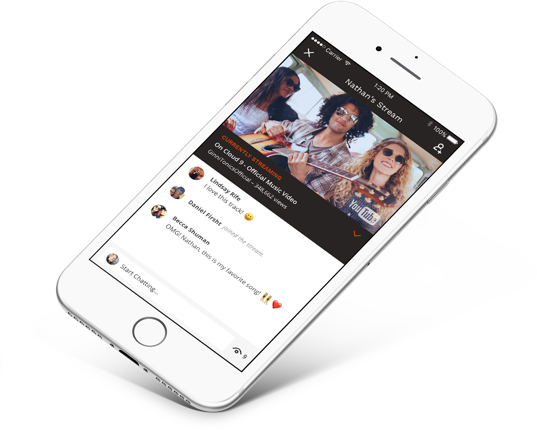 Carrier
1:20 PM
100%
Nathan's Stream
YouTube
CURRENTLY STREAMING
On Cloud 9 - Official Music Video
GinniTonicsOfficial - 348,662 views
Lindsay Rife
I love this track! 😀
Daniel Firsht joined the stream.
Becca Shuman
OMG! Nathan, this is my favorite song! 👯❤️
Start Chatting...
9